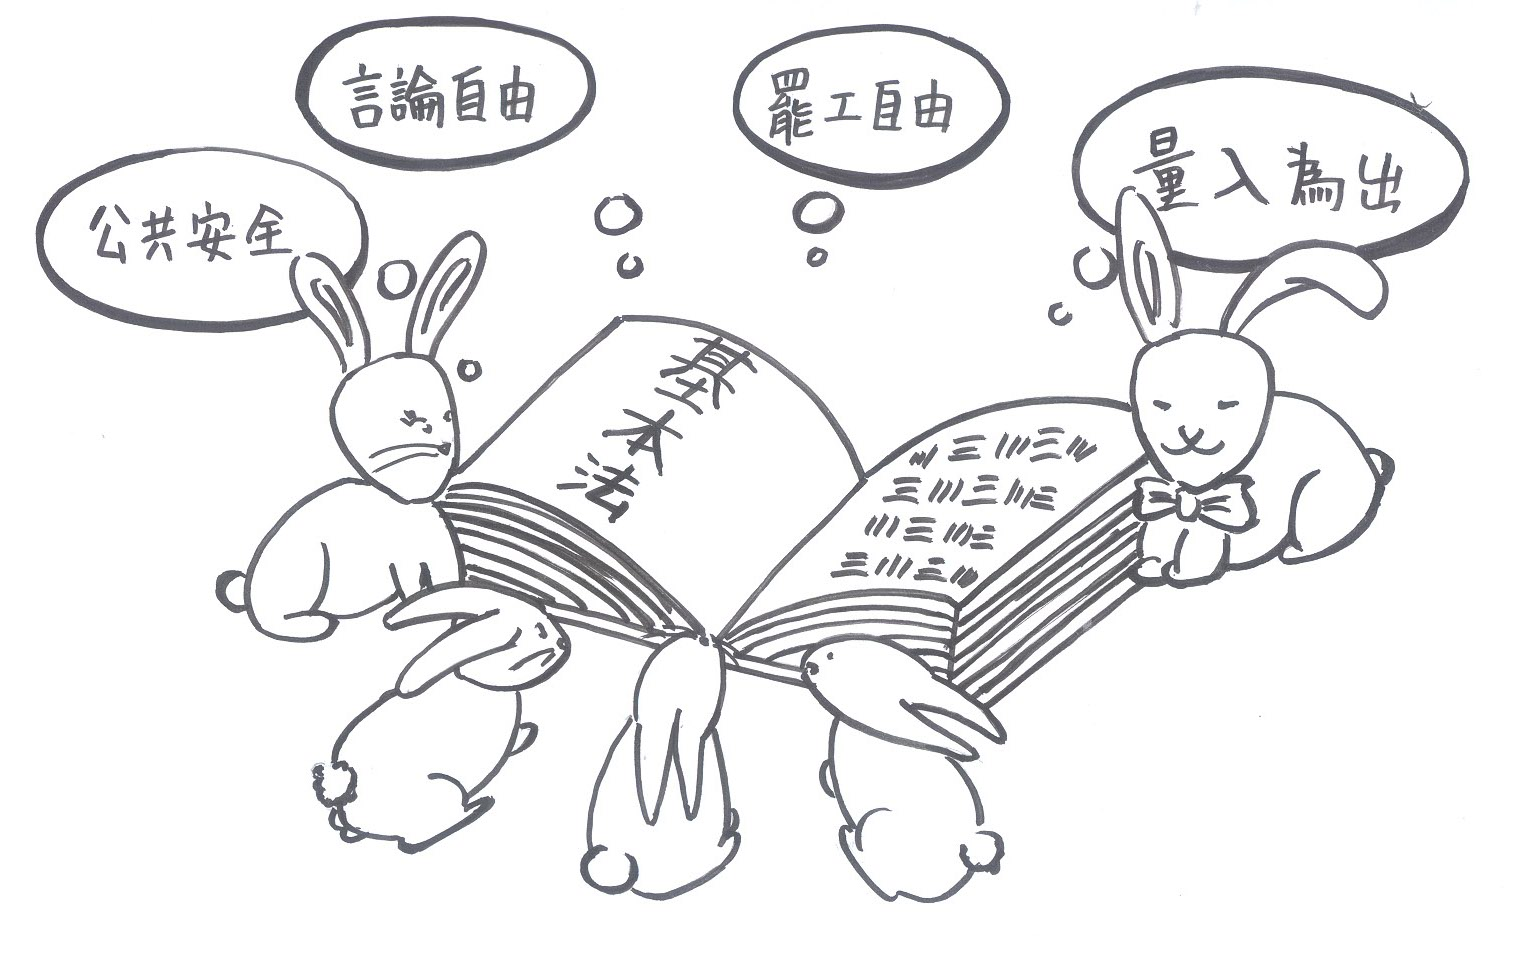 公共安全
言論自由
罷工自由
量入為出
基本法